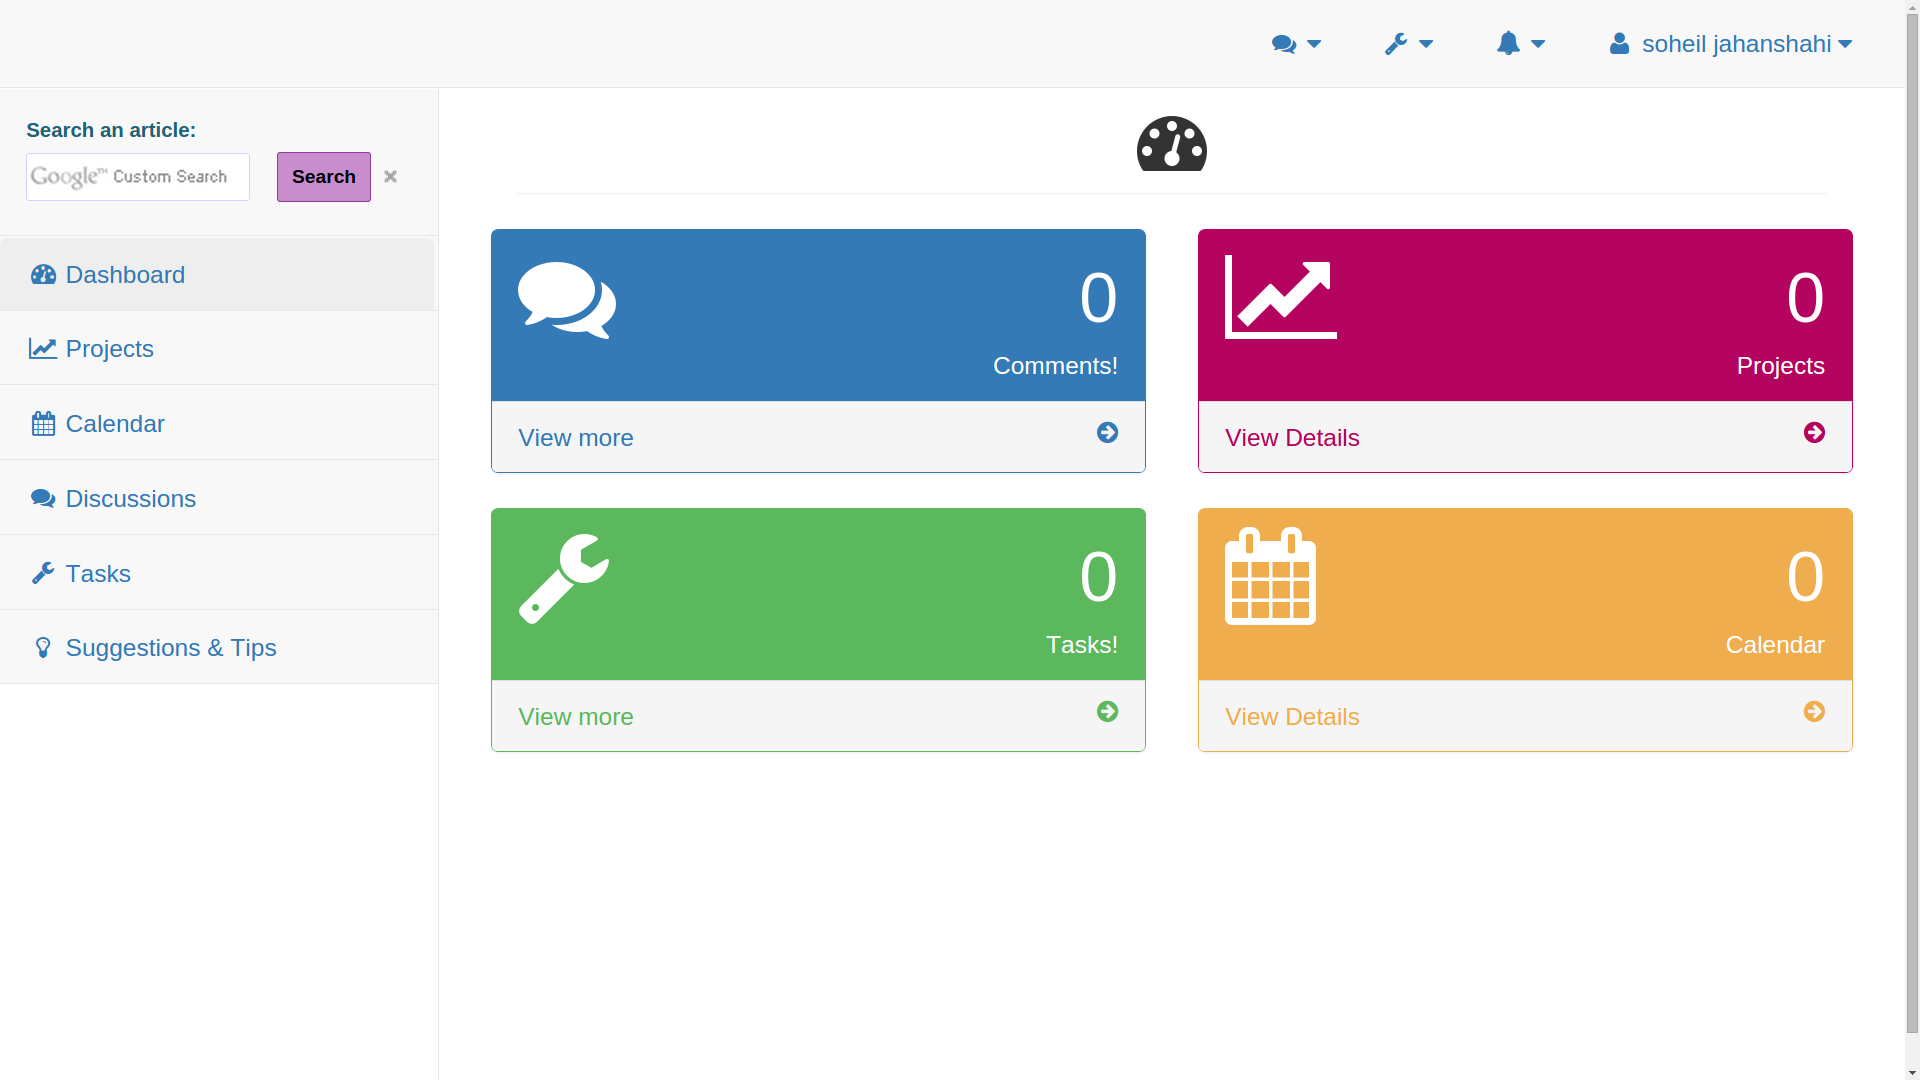 soheil jahanshahi
Search an article:
Google™ Custom Search
Search
Dashboard
Projects
Calendar
Discussions
Tasks
Suggestions & Tips
0
Comments!
View more
0
Projects
View Details
0
Tasks!
View more
0
Calendar
View Details